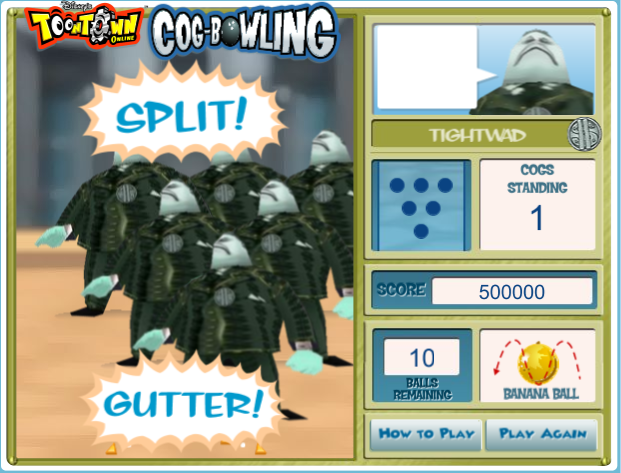 Disney's
TOONTOWN
ONLINE
COG-BOWLING
SPLIT!
TIGHTWAD
COGS
STANDING
1
SCORE 500000
10
BALLS
REMAINING
BANANA BALL
GUTTER!
HOW TO PLAY
PLAY AGAIN